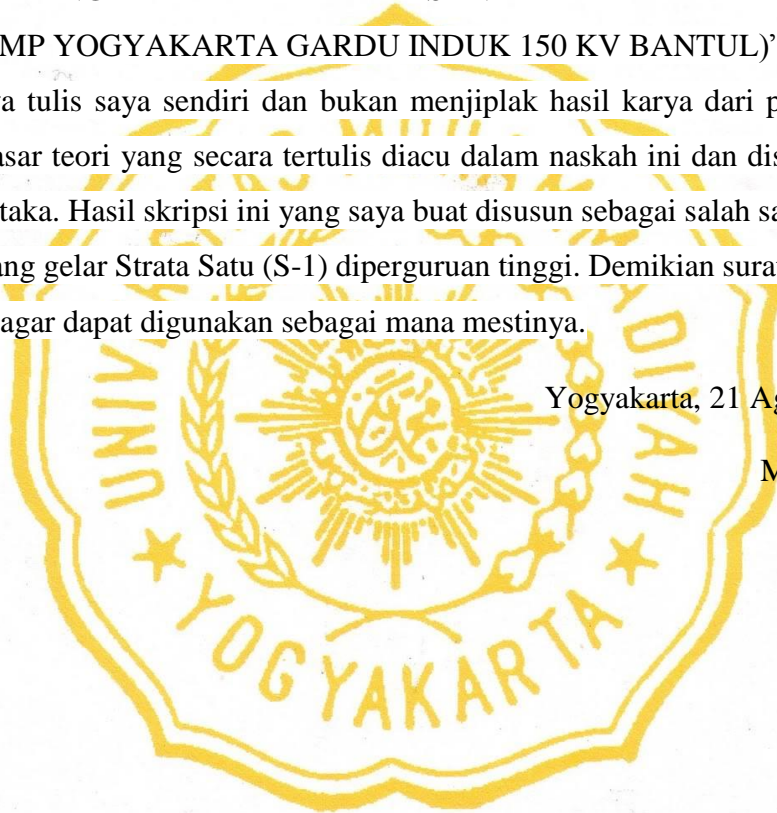 MP YOGYAKARTA GARDU INDUK 150 KV BANTUL)”
a tulis saya sendiri dan bukan menjiplak hasil karya dari p
asar teori yang secara tertulis diacu dalam naskah ini dan dis
taka. Hasil skripsi ini yang saya buat disusun sebagai salah sa
ang gelar Strata Satu (S-1) diperguruan tinggi. Demikian sura
agar dapat digunakan sebagai mana mestinya.
Yogyakarta, 21 Ag
M
YOGYAKARTA